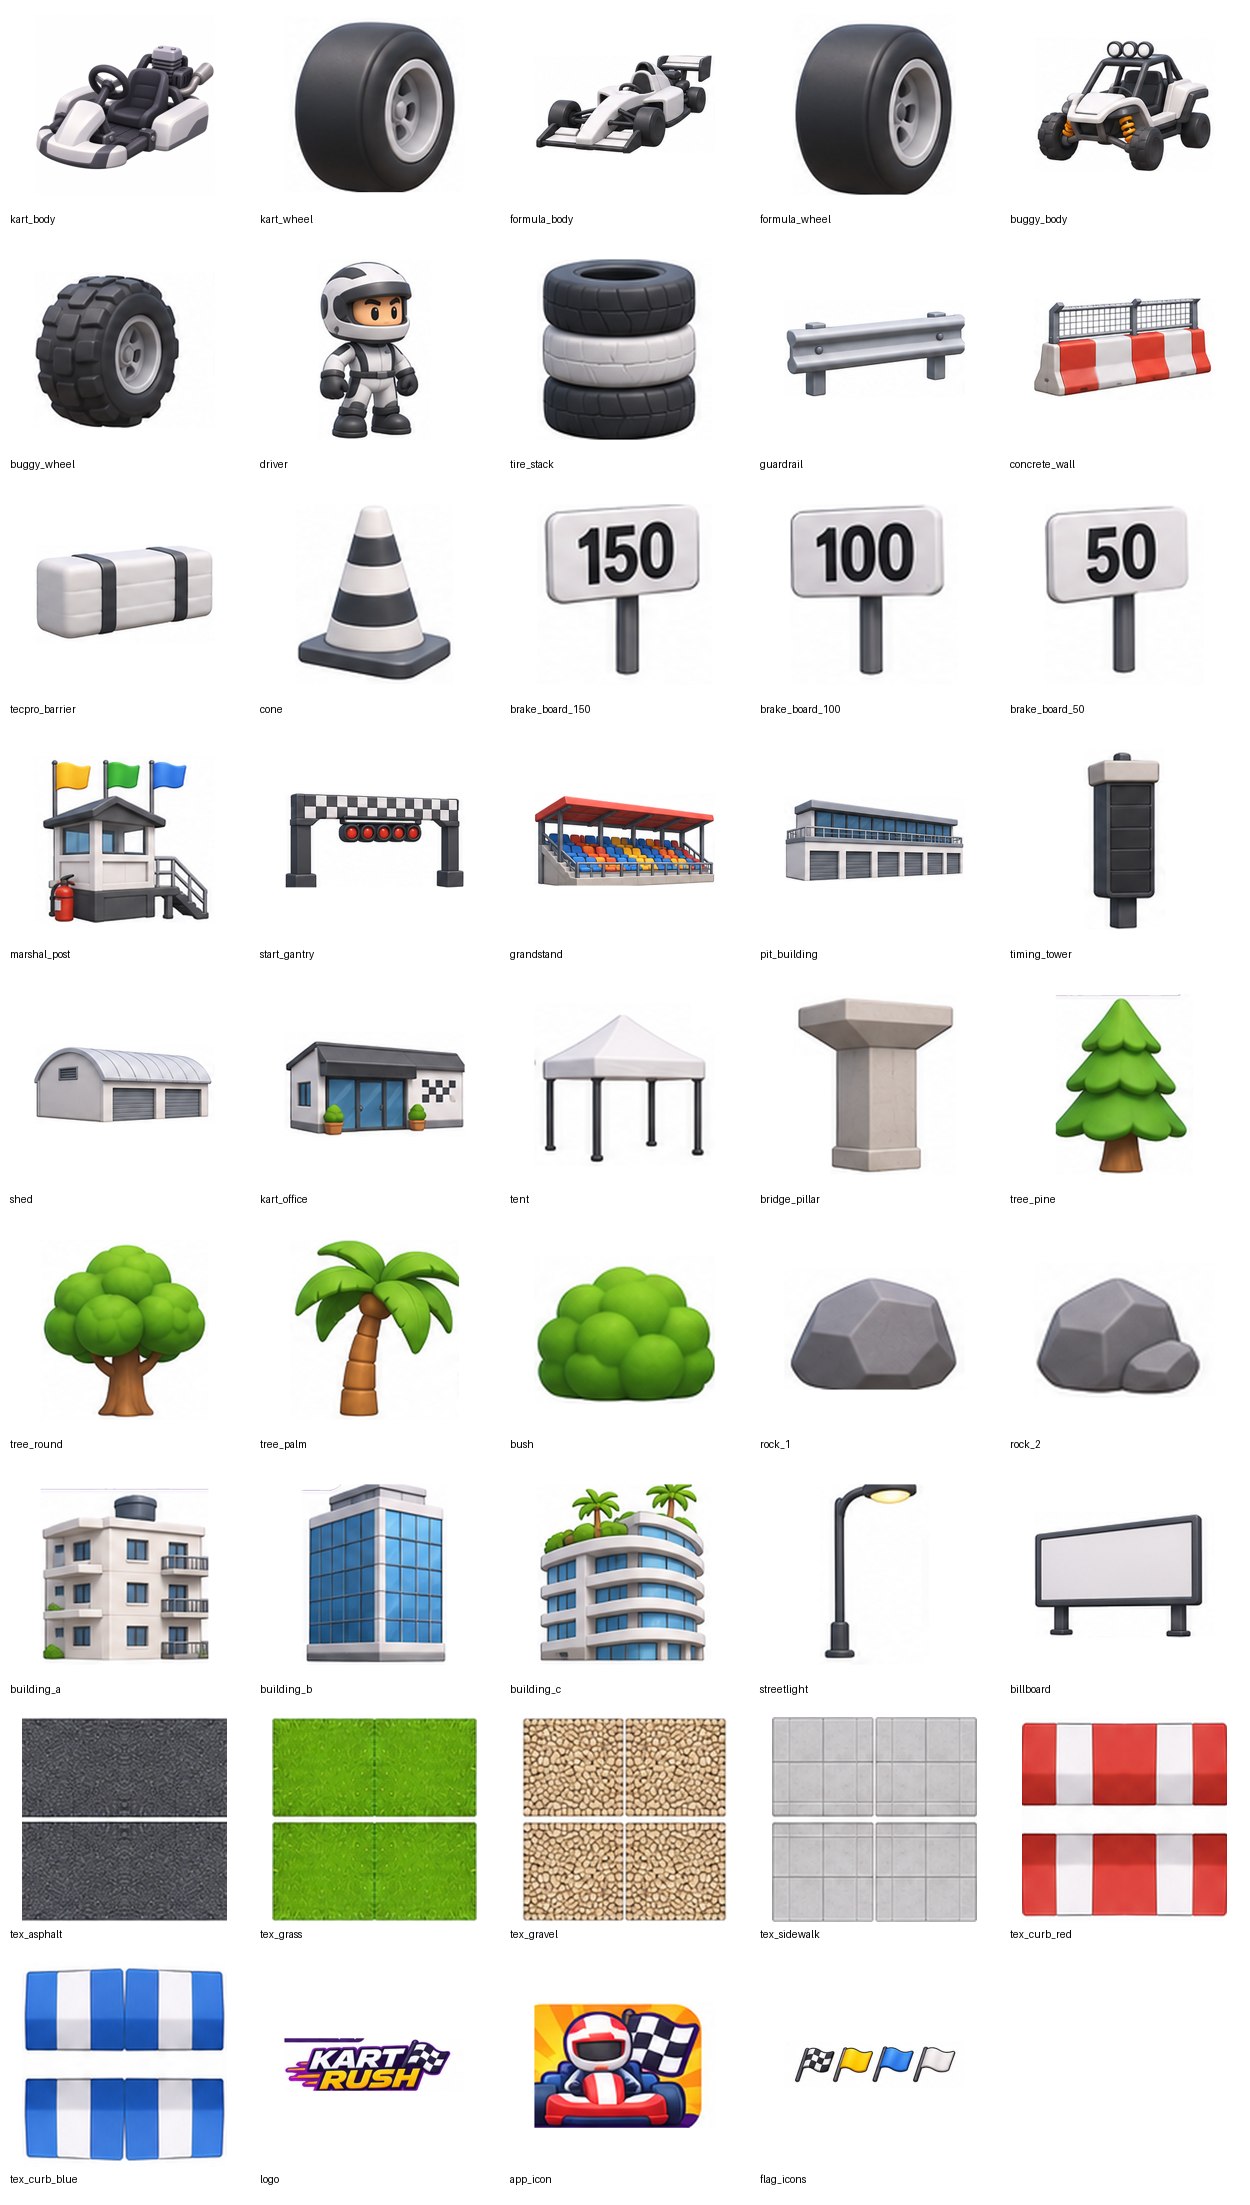 kart_body
kart_wheel
formula_body
formula_wheel
buggy_body
buggy_wheel
driver
tire_stack
guardrail
concrete_wall
150
100
50
tecpro_barrier
cone
brake_board_150
brake_board_100
brake_board_50
marshal_post
start_gantry
grandstand
pit_building
timing_tower
shed
kart_office
tent
bridge_pillar
tree_pine
tree_round
tree_palm
bush
rock_1
rock_2
building_a
building_b
building_c
streetlight
billboard
tex_asphalt
tex_grass
tex_gravel
tex_sidewalk
tex_curb_red
KART
RUSH
tex_curb_blue
logo
app_icon
flag_icons